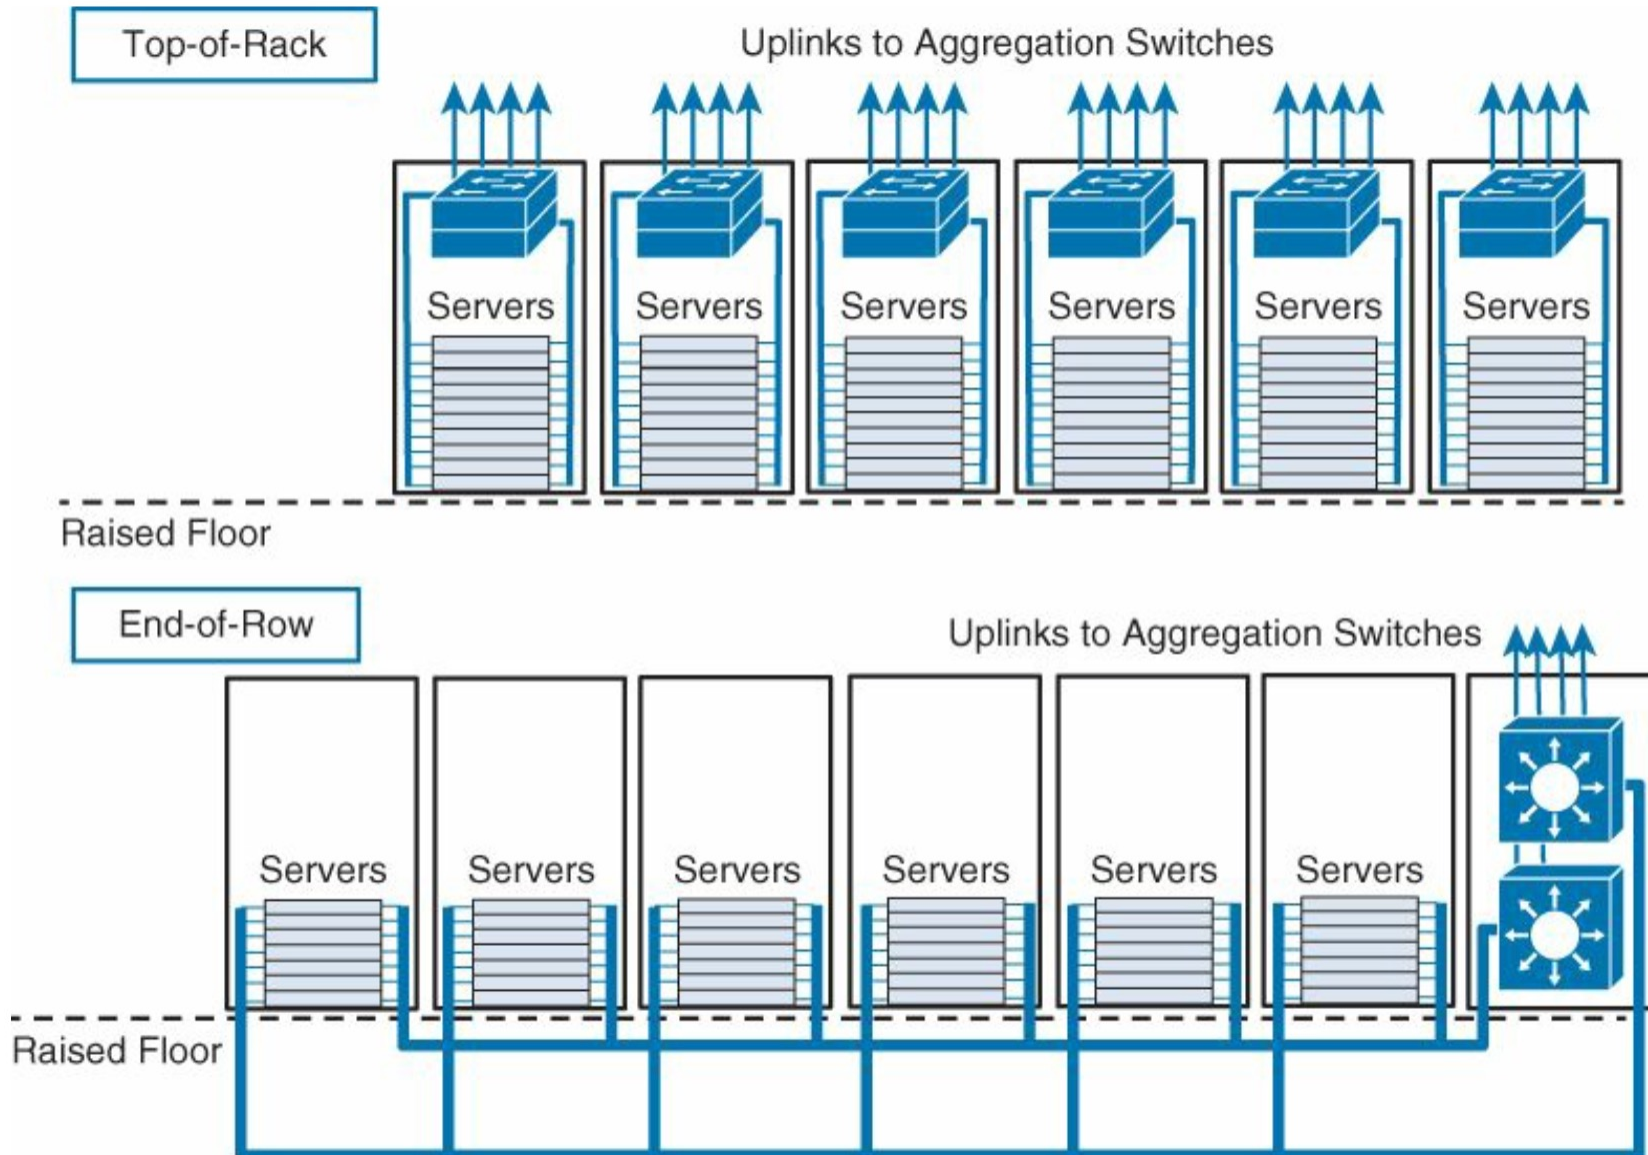 Top-of-Rack
Uplinks to Aggregation Switches
Servers
Servers
Servers
Servers
Servers
Servers
Raised Floor
End-of-Row
Uplinks to Aggregation Switches
Servers
Servers
Servers
Servers
Servers
Servers
Raised Floor